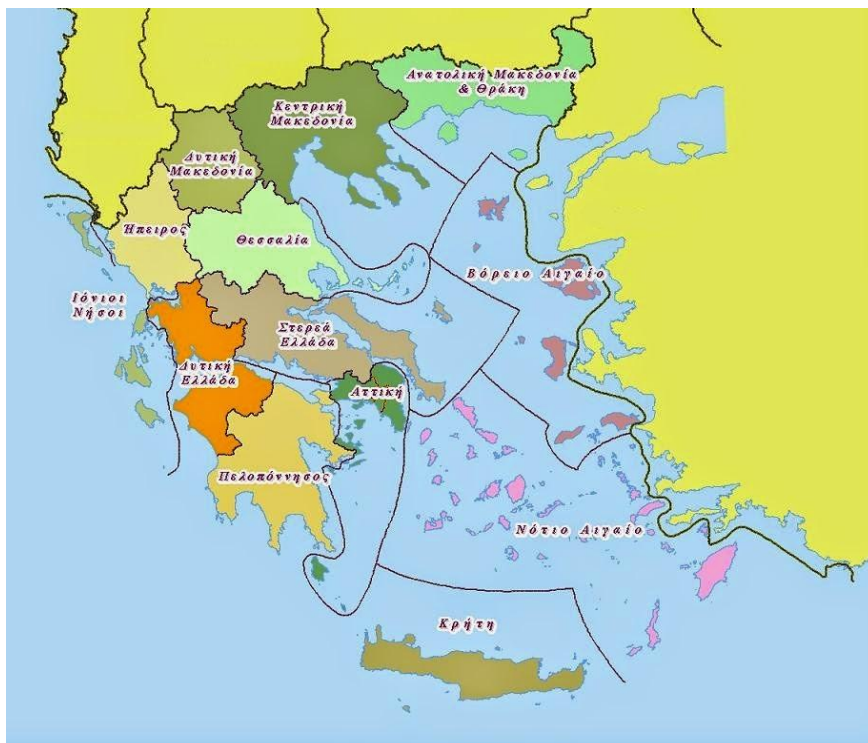 Ανατολική Μακεδονία
& Θράκη
Κεντρική
Μακεδονία
Δυτική
Μακεδονία
Ήπειρος
Θεσσαλία
Βόρειο Αιγαίο
Ιόνιοι
Νήσοι
Στερεά
Ελλάδα
Δυτική
Ελλάδα
Αττική
Πελοπόννησος
Νότιο Αιγαίο
Κρήτη